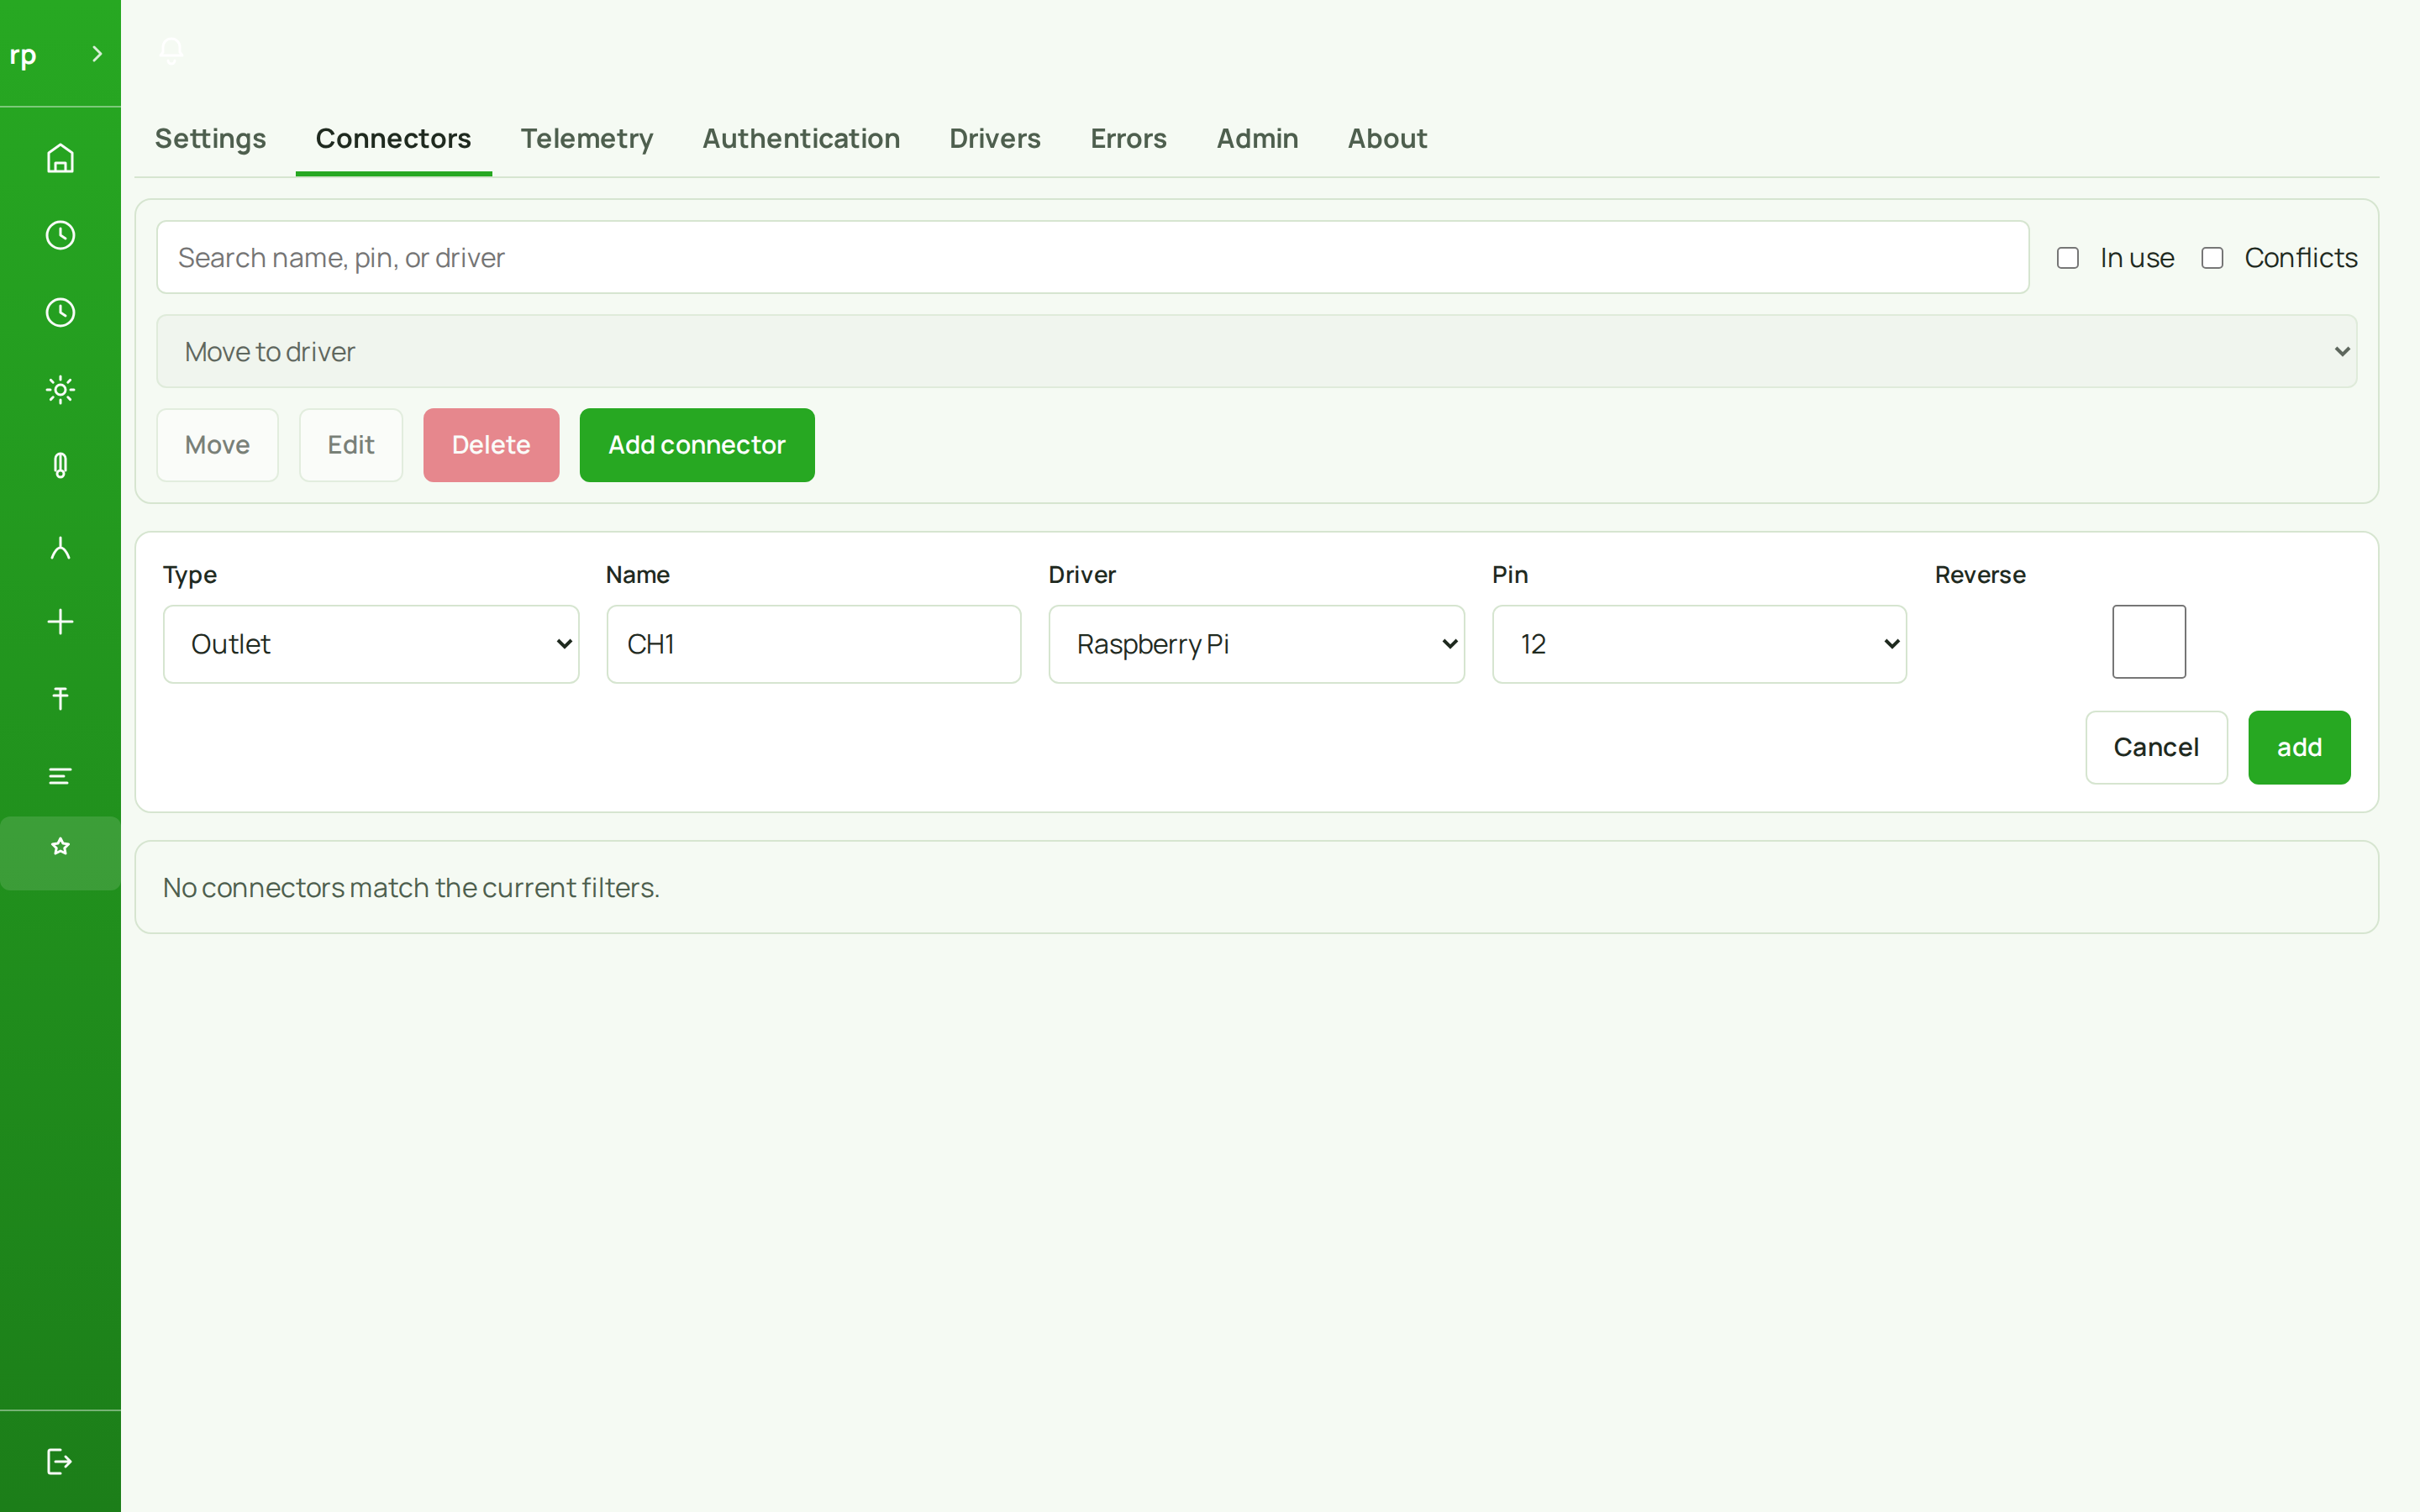 rp
Settings Connectors Telemetry Authentication Drivers Errors Admin About
Search name, pin, or driver In use Conflicts
Move to driver
Move Edit Delete Add connector
Type Name Driver Pin Reverse
Outlet CH1 Raspberry Pi 12
Cancel add
No connectors match the current filters.